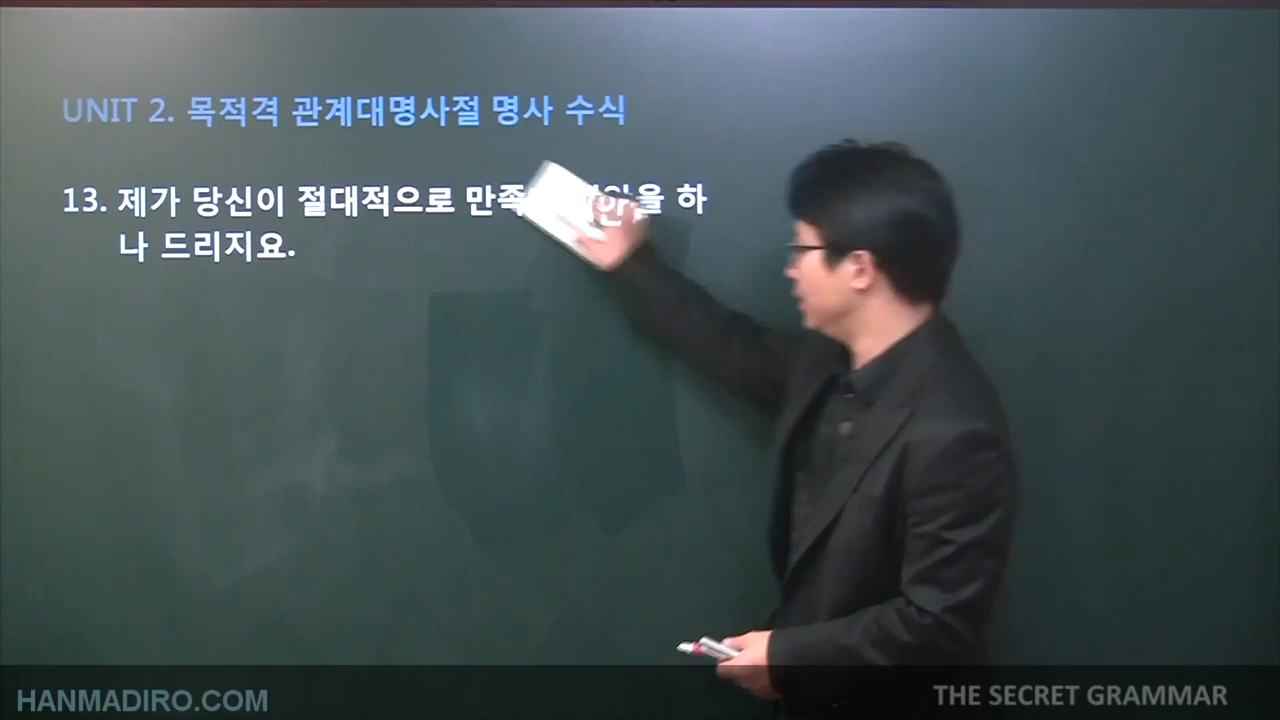 UNIT 2. 목적격 관계대명사절 명사 수식
13. 제가 당신이 절대적으로 을 하
나 드리지요.
HANMADIRO.COM
THE SECRET GRAMMAR